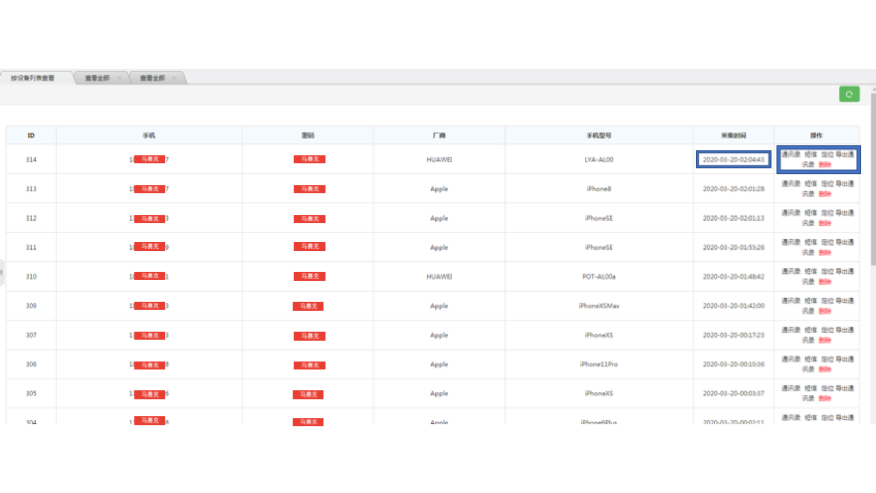 按设备列表查看 查看全部 × 查看全部 ×
ID 手机 密码 厂商 手机型号 采集时间 操作
314 1 马赛克 7 马赛克 HUAWEI LYA-AL00 2020-03-20-02:04:43 通讯录 短信 定位 导出通
讯录 删除
313 1 马赛克 7 马赛克 Apple iPhone8 2020-03-20-02:01:28 通讯录 短信 定位 导出通
讯录 删除
312 1 马赛克 3 马赛克 Apple iPhoneSE 2020-03-20-02:01:13 通讯录 短信 定位 导出通
讯录 删除
311 1 马赛克 9 马赛克 Apple iPhoneSE 2020-03-20-01:55:26 通讯录 短信 定位 导出通
讯录 删除
310 1 马赛克 1 马赛克 HUAWEI POT-AL00a 2020-03-20-01:48:42 通讯录 短信 定位 导出通
讯录 删除
309 1 马赛克 3 马赛克 Apple iPhoneXSMax 2020-03-20-01:42:00 通讯录 短信 定位 导出通
讯录 删除
307 1 马赛克 马赛克 Apple iPhoneXS 2020-03-20-00:17:23 通讯录 短信 定位 导出通
讯录 删除
306 1 马赛克 8 马赛克 Apple iPhone11Pro 2020-03-20-00:10:36 通讯录 短信 定位 导出通
讯录 删除
305 1 马赛克 6 马赛克 Apple iPhoneXS 2020-03-20-00:03:37 通讯录 短信 定位 导出通
讯录 删除
304 1 马赛克 马赛克 Apple iPhone6Plus 2020-03-20-00:02:11 通讯录 短信 定位 导出通